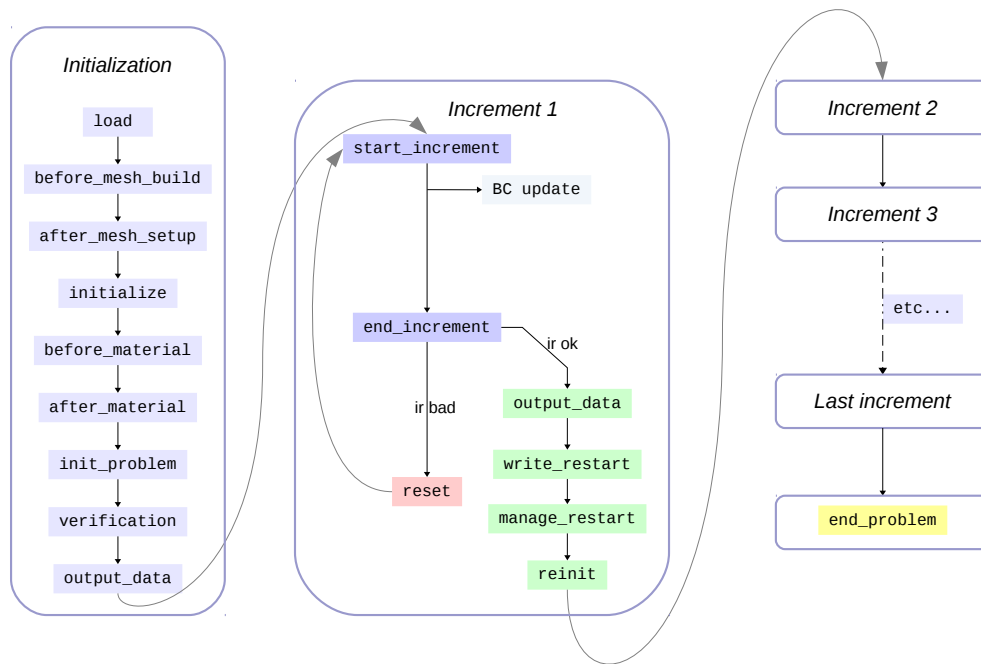 Initialization
load
before_mesh_build
after_mesh_setup
initialize
before_material
after_material
init_problem
verification
output_data
Increment 1
start_increment
BC update
end_increment
ir ok
ir bad
output_data
write_restart
reset
manage_restart
reinit
Increment 2
Increment 3
etc...
Last increment
end_problem